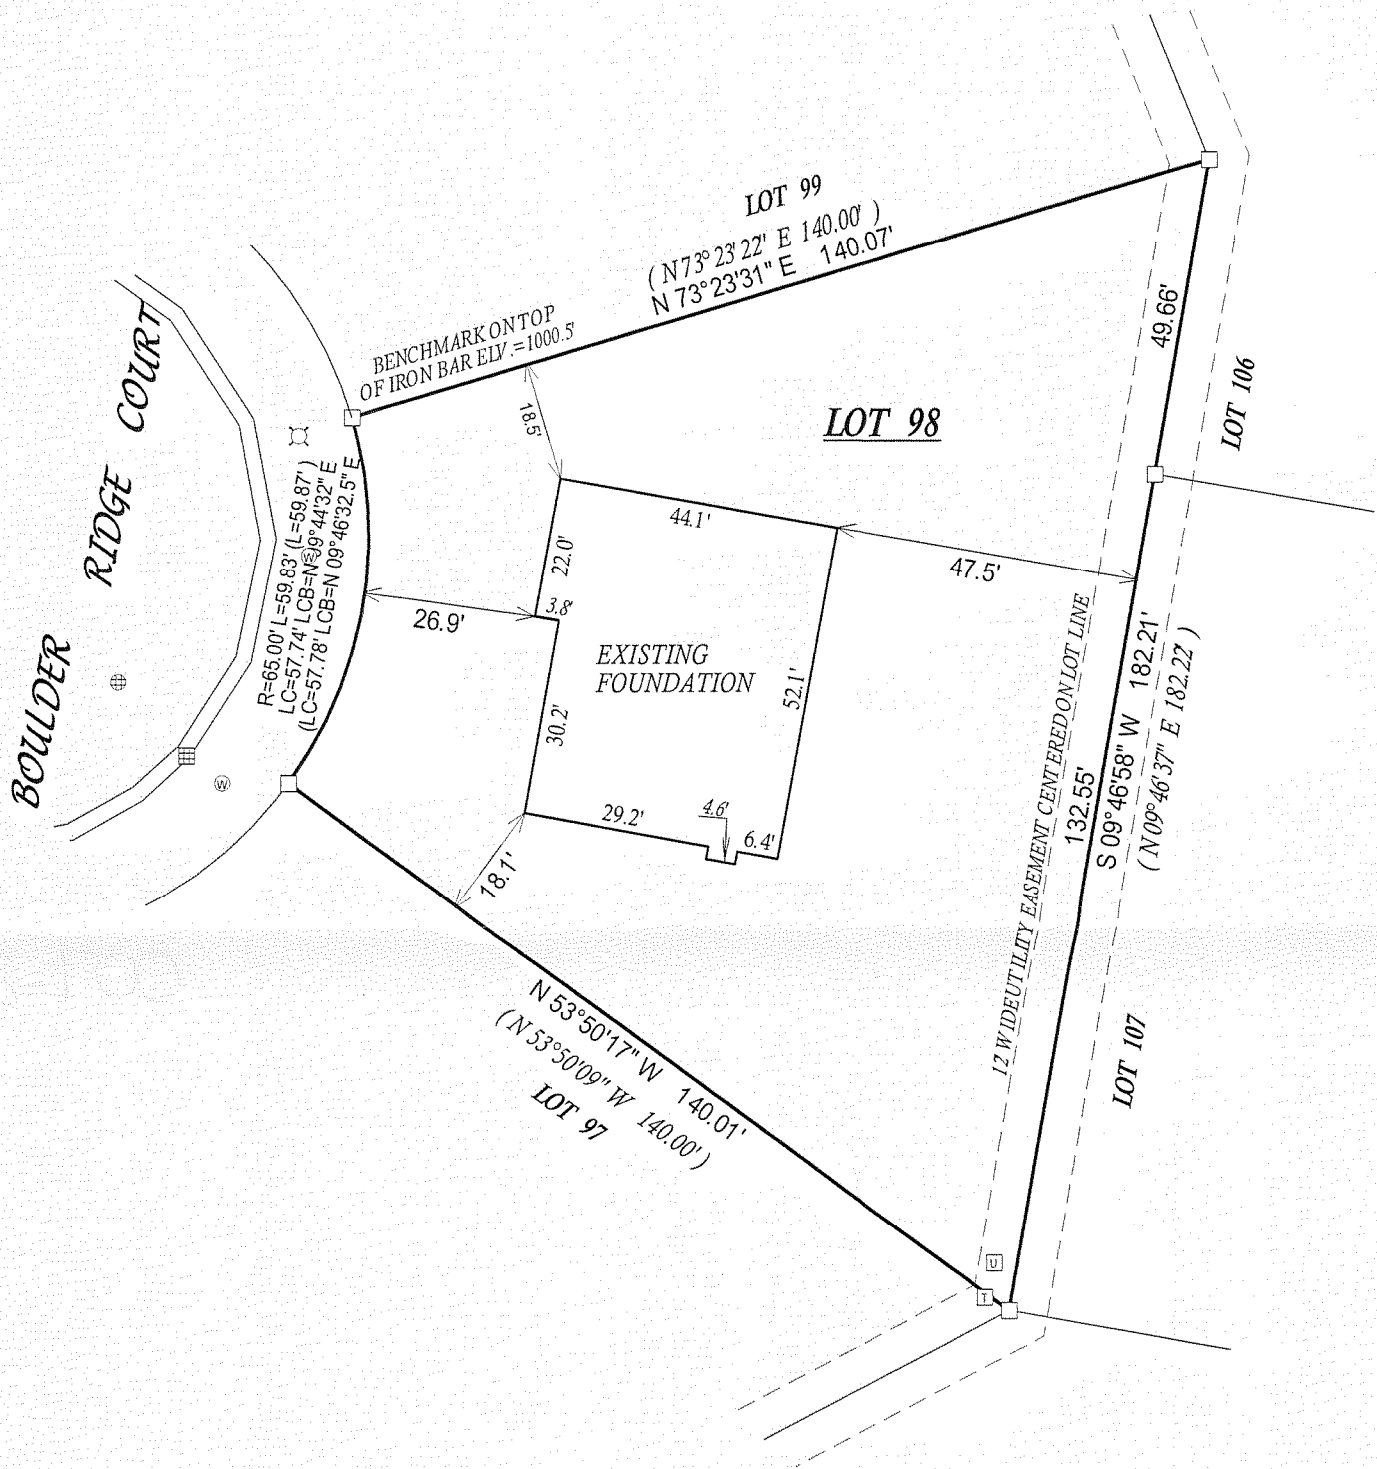 LOT 99
( N 73° 23' 22" E 140.00' )
N 73°23'31" E 140.07'
BENCHMARK ON TOP
OF IRON BAR ELV.=1000.5'
BOULDER RIDGE COURT
R=65.00' L=59.83' (L=59.87')
LC=57.74' LCB=N 09°44'32" E
(LC=57.78' LCB=N 09°46'32.5" E
18.5'
LOT 98
49.66'
LOT 106
44.1'
22.0'
47.5'
3.8'
26.9'
EXISTING
FOUNDATION
52.1'
30.2'
29.2'
4.6'
6.4'
18.1'
12 WIDE UTILITY EASEMENT CENTERED ON LOT LINE
132.55'
S 09°46'58" W 182.21'
( N 09°46'37" E 182.22' )
LOT 107
N 53°50'17" W 140.01'
( N 53°50'09" W 140.00' )
LOT 97
W
U
T